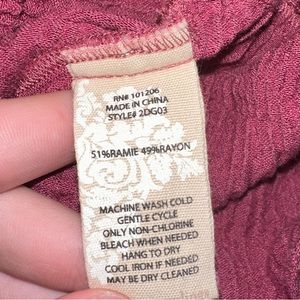 RN# 101206
MADE IN CHINA
STYLE# 2DG03
51%RAMIE 49%RAYON
MACHINE WASH COLD
GENTLE CYCLE
ONLY NON-CHLORINE
BLEACH WHEN NEEDED
HANG TO DRY
COOL IRON IF NEEDED
MAY BE DRY CLEANED